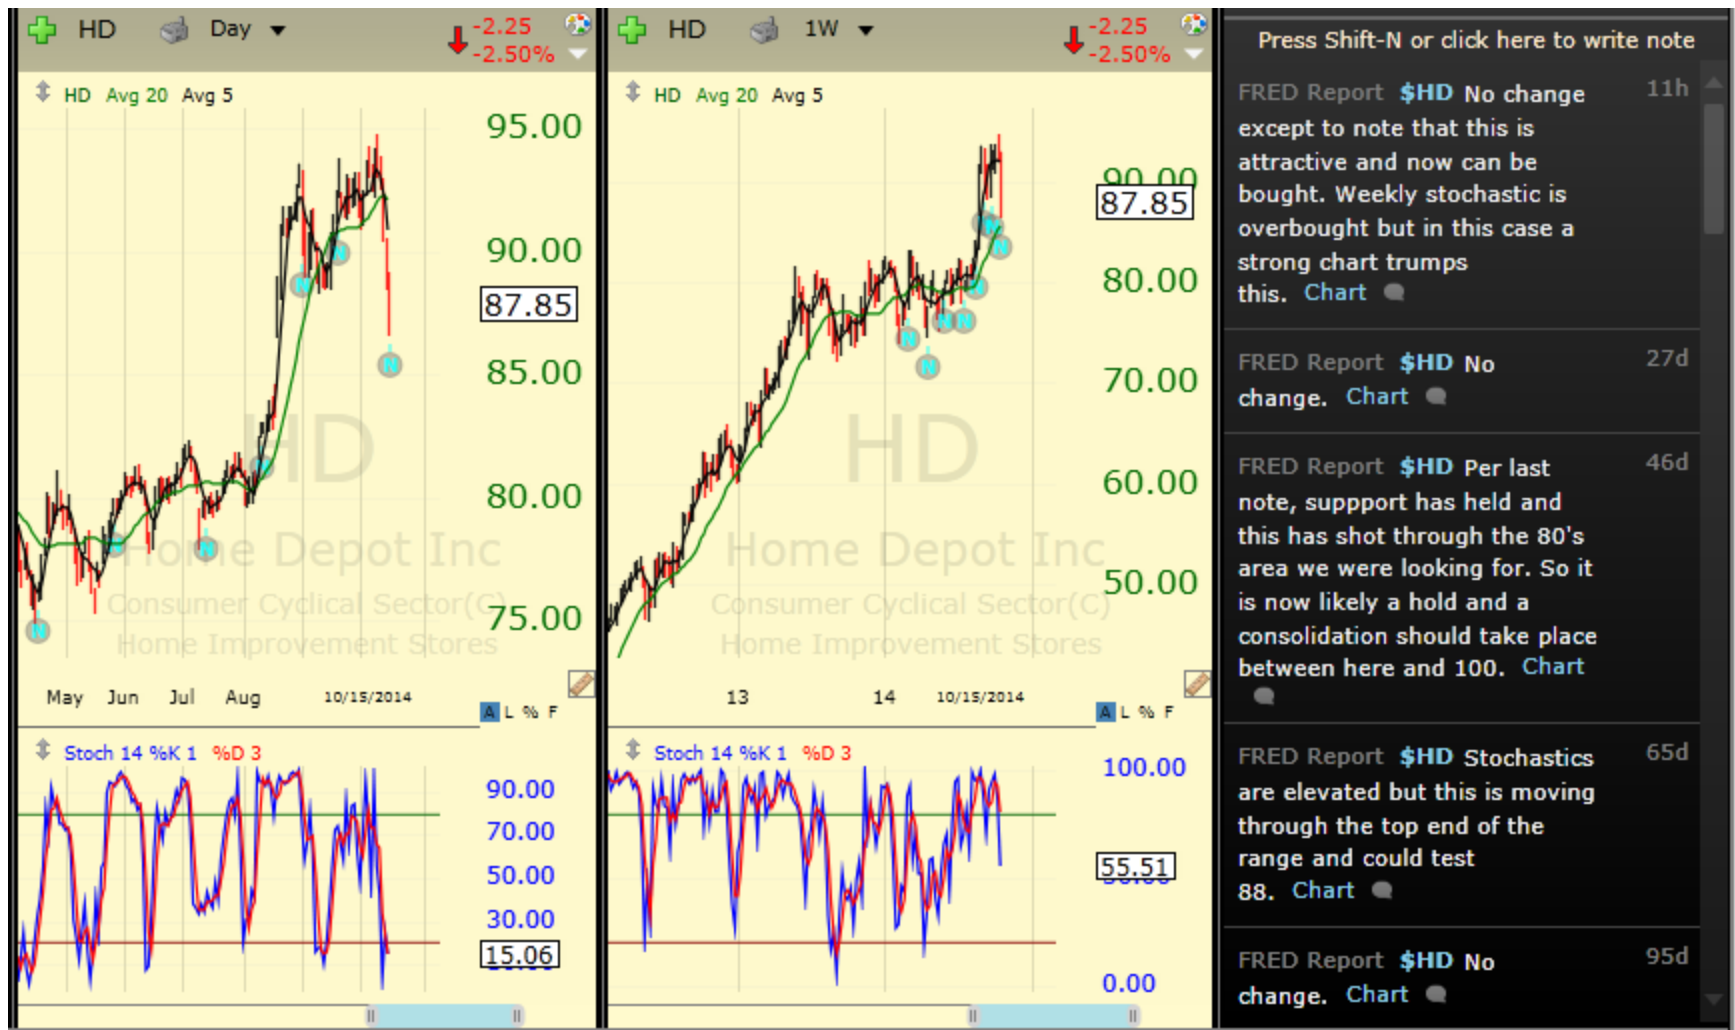 HD Day -2.25
-2.50%
HD Avg 20 Avg 5
95.00
90.00
87.85
85.00
80.00
75.00
HD
Home Depot Inc
Consumer Cyclical Sector(C)
Home Improvement Stores
N
N
N
N
N
N
N
May Jun Jul Aug 10/15/2014
A L % F
Stoch 14 %K 1 %D 3
90.00
70.00
50.00
30.00
15.06
HD 1W -2.25
-2.50%
HD Avg 20 Avg 5
90.00
87.85
80.00
70.00
60.00
50.00
HD
Home Depot Inc
Consumer Cyclical Sector(C)
Home Improvement Stores
N
N
N
N
N
N
N
N
13 14 10/15/2014
A L % F
Stoch 14 %K 1 %D 3
100.00
55.51
0.00
Press Shift-N or click here to write note
FRED Report $HD No change 11h
except to note that this is
attractive and now can be
bought. Weekly stochastic is
overbought but in this case a
strong chart trumps
this. Chart
FRED Report $HD No 27d
change. Chart
FRED Report $HD Per last 46d
note, suppport has held and
this has shot through the 80's
area we were looking for. So it
is now likely a hold and a
consolidation should take place
between here and 100. Chart
FRED Report $HD Stochastics 65d
are elevated but this is moving
through the top end of the
range and could test
88. Chart
FRED Report $HD No 95d
change. Chart